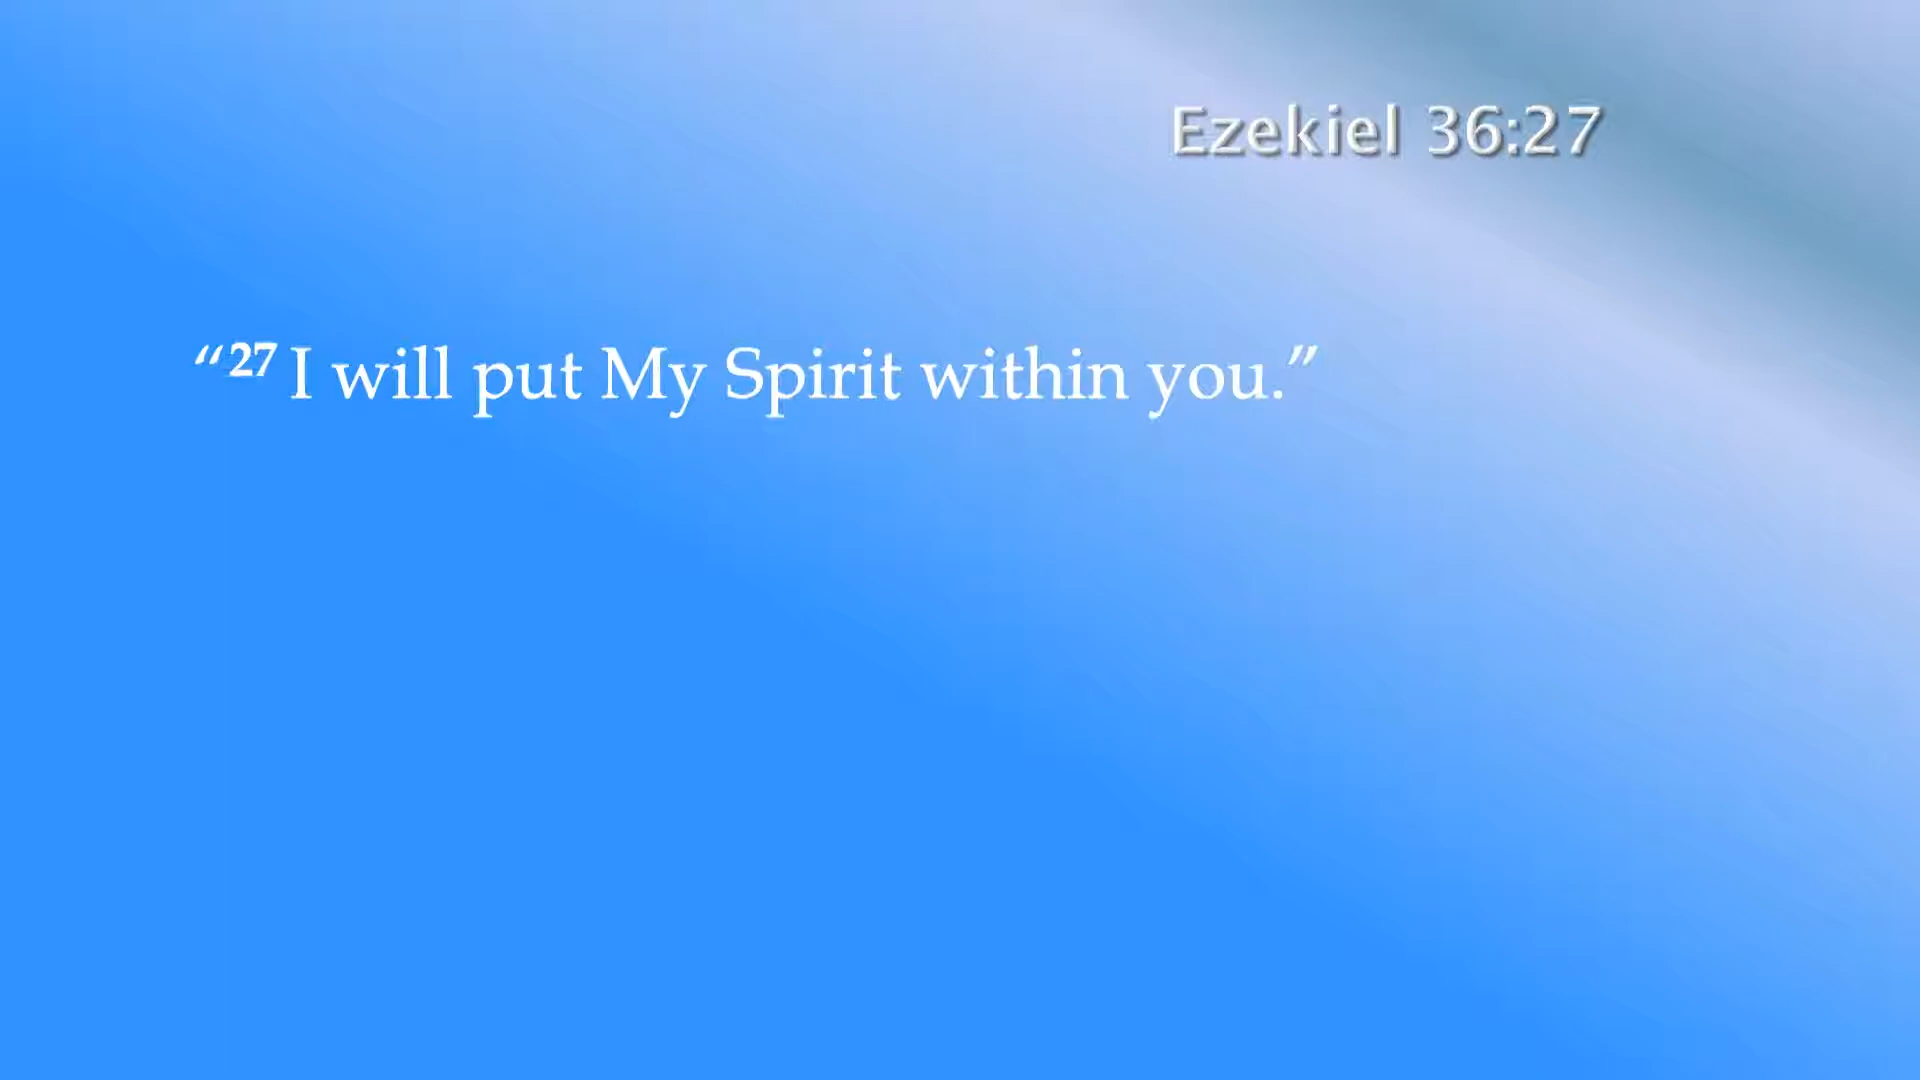 Ezekiel 36:27
“27 I will put My Spirit within you.”